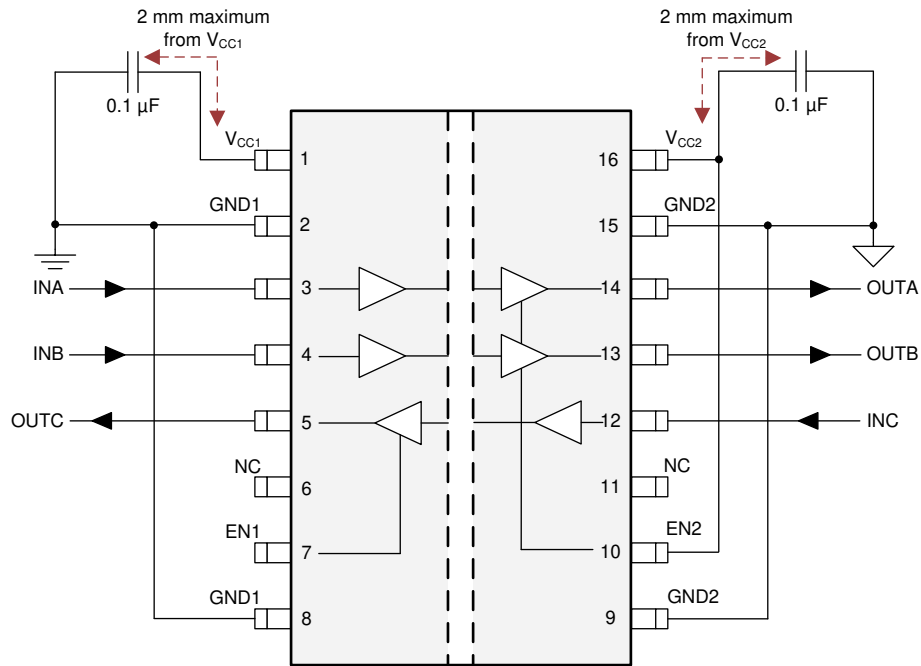 2 mm maximum
from VCC1
2 mm maximum
from VCC2
0.1 µF
0.1 µF
VCC1
1
16
VCC2
GND1
2
15
GND2
INA
3
14
OUTA
INB
4
13
OUTB
OUTC
5
12
INC
NC
6
11
NC
EN1
7
10
EN2
GND1
8
9
GND2